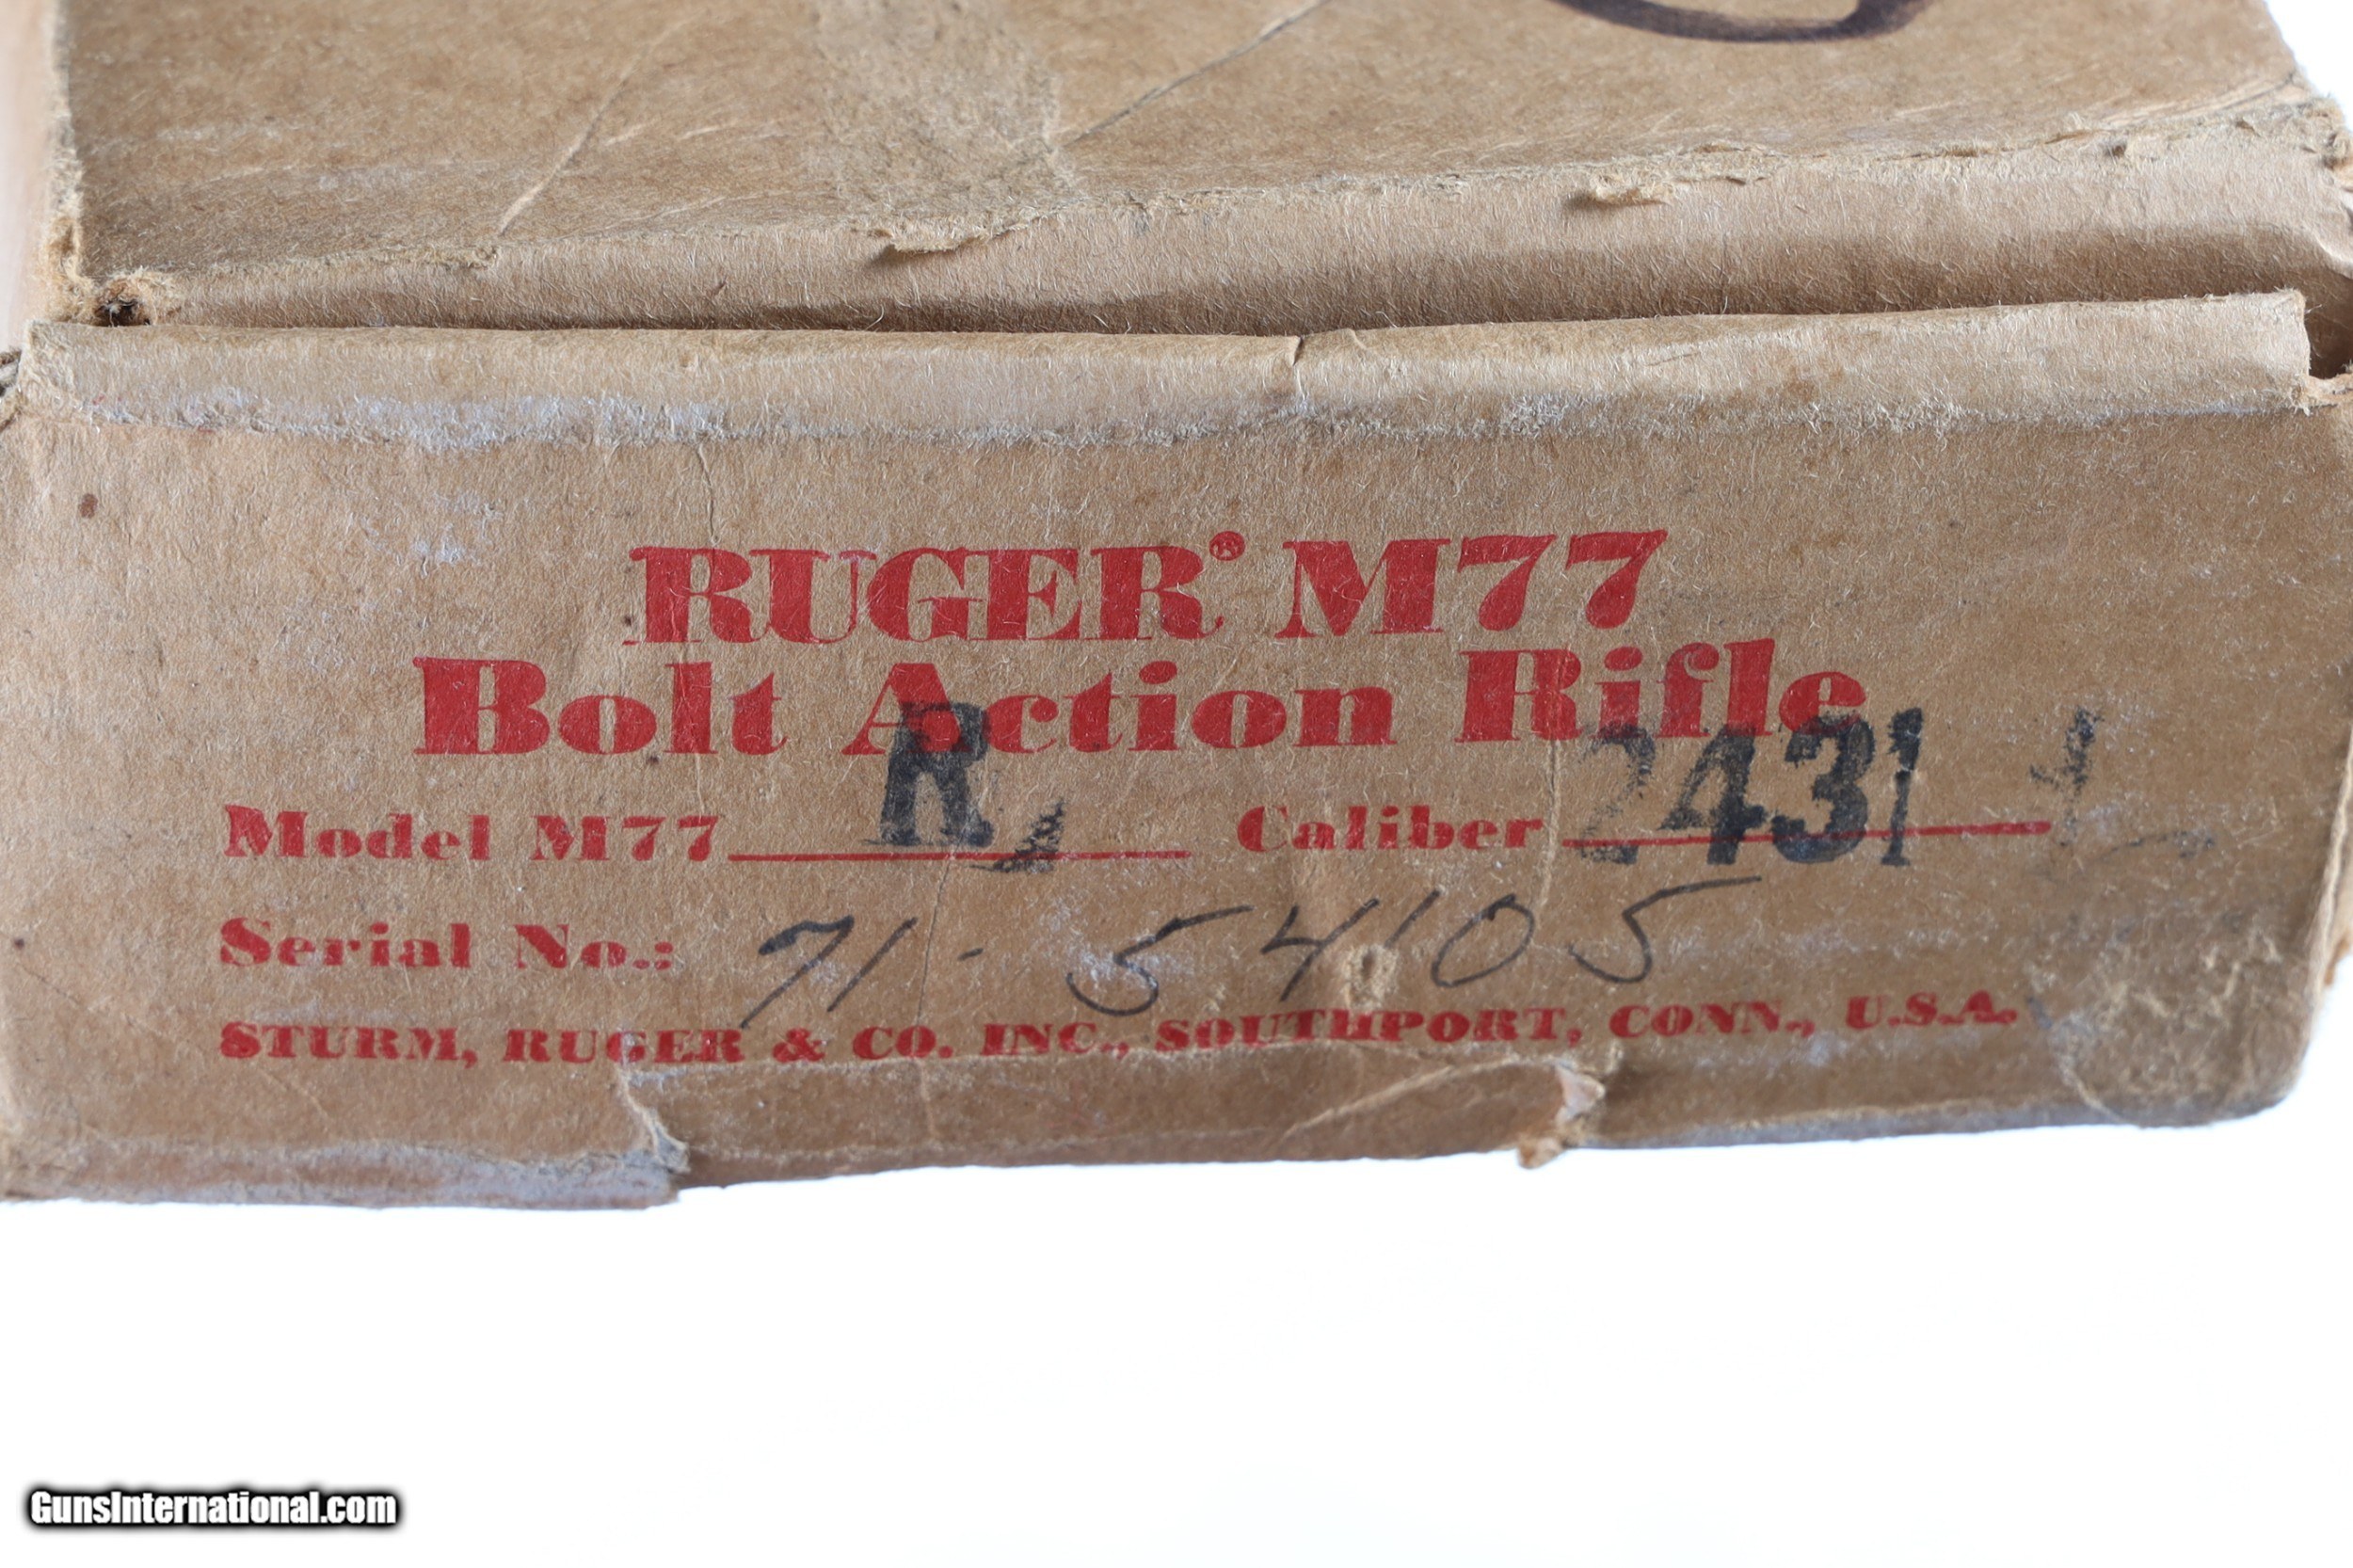 RUGER® M77
Bolt Action Rifle
Model M77 R Caliber 2431
Serial No.: 71-54105
STURM, RUGER & CO. INC., SOUTHPORT, CONN., U.S.A.
GunsInternational.com